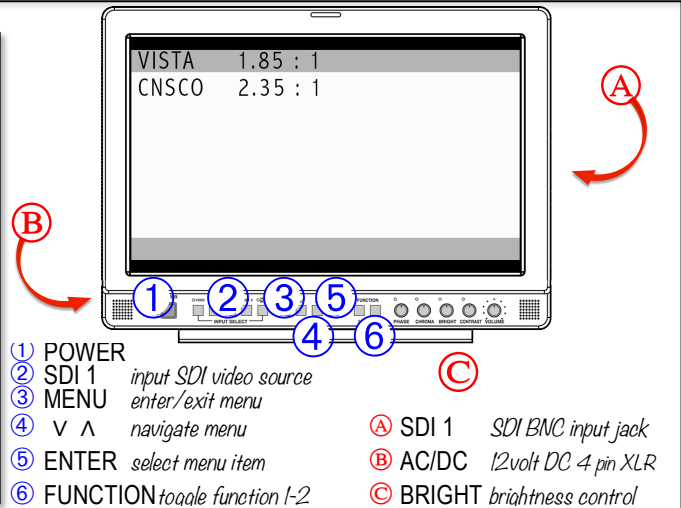 VISTA 1.85 : 1
CNSCO 2.35 : 1
A
B
1 2 3 4 5 6
VIDEO
INPUT SELECT
FUNCTION
PHASE CHROMA BRIGHT CONTRAST VOLUME
C
① POWER
② SDI 1 input SDI video source
③ MENU enter/exit menu
④ ∨ ∧ navigate menu
⑤ ENTER select menu item
⑥ FUNCTION toggle function 1-2
Ⓐ SDI 1 SDI BNC input jack
Ⓑ AC/DC 12volt DC 4 pin XLR
Ⓒ BRIGHT brightness control